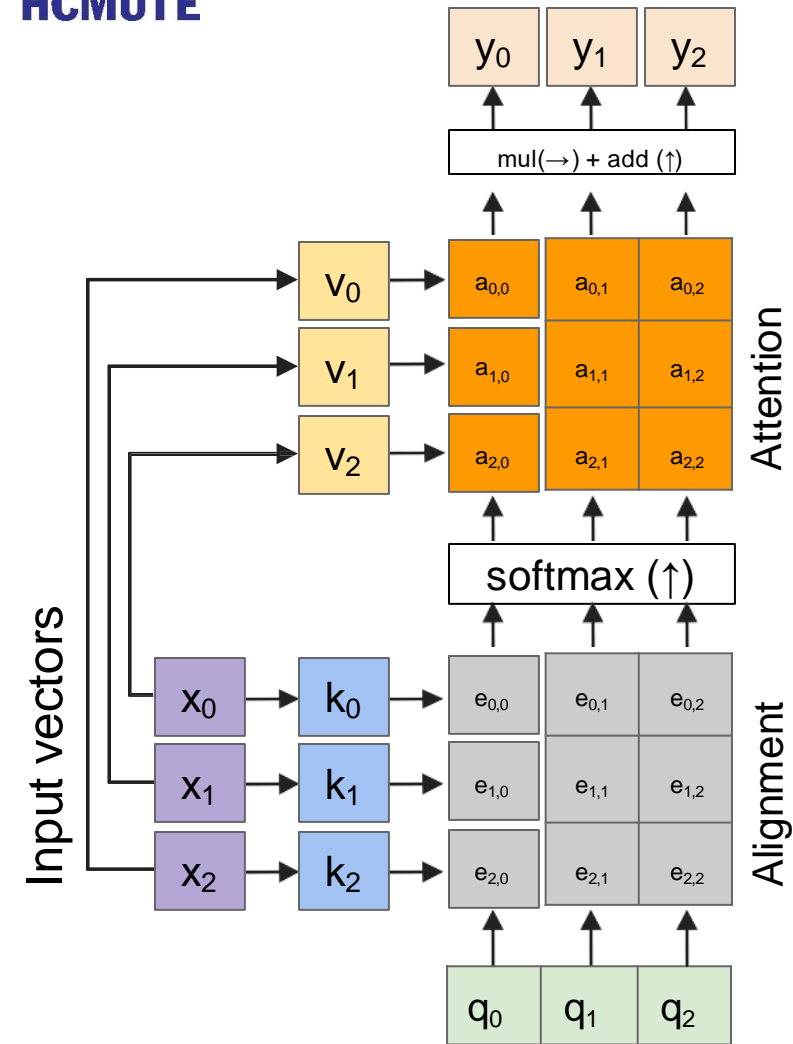 HCMUTE
y0 y1 y2
mul(→) + add (↑)
v0 a0,0 a0,1 a0,2
v1 a1,0 a1,1 a1,2
v2 a2,0 a2,1 a2,2
Attention
softmax (↑)
Input vectors
x0 k0 e0,0 e0,1 e0,2
x1 k1 e1,0 e1,1 e1,2
x2 k2 e2,0 e2,1 e2,2
Alignment
q0 q1 q2